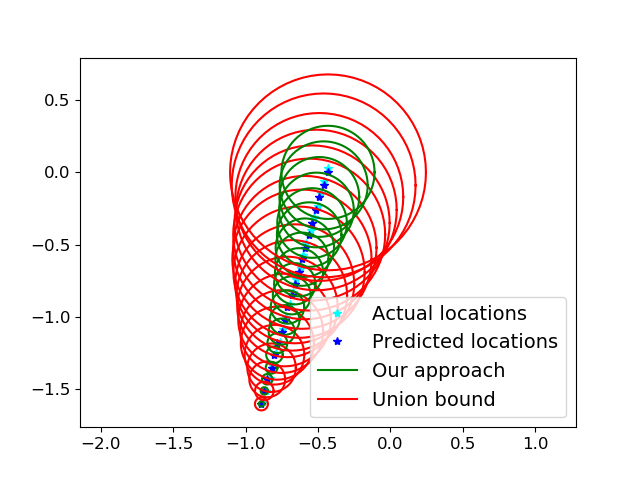 0.5
0.0
−0.5
−1.0
−1.5
−2.0 −1.5 −1.0 −0.5 0.0 0.5 1.0
Actual locations
Predicted locations
Our approach
Union bound